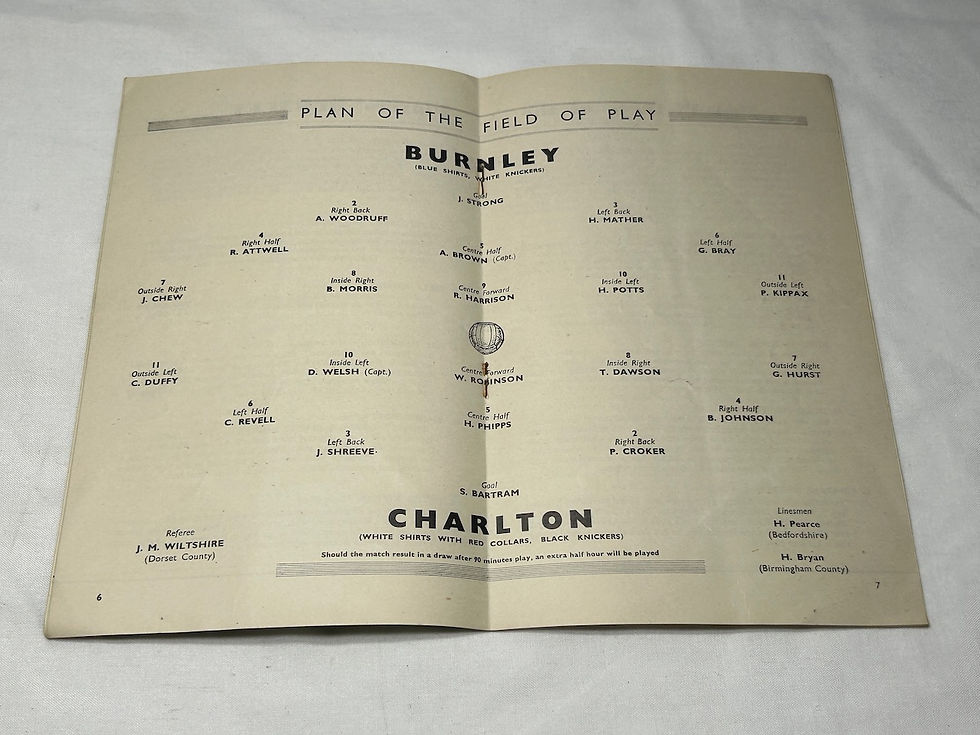 PLAN OF THE FIELD OF PLAY
BURNLEY
(BLUE SHIRTS, WHITE KNICKERS)
Goal
J. STRONG
2
Right Back
A. WOODRUFF
3
Left Back
H. MATHER
4
Right Half
R. ATTWELL
5
Centre Half
A. BROWN (Capt.)
6
Left Half
G. BRAY
7
Outside Right
J. CHEW
8
Inside Right
B. MORRIS
9
Centre Forward
R. HARRISON
10
Inside Left
H. POTTS
11
Outside Left
P. KIPPAX
11
Outside Left
C. DUFFY
10
Inside Left
D. WELSH (Capt.)
Centre Forward
W. ROBINSON
8
Inside Right
T. DAWSON
7
Outside Right
G. HURST
6
Left Half
C. REVELL
5
Centre Half
H. PHIPPS
4
Right Half
B. JOHNSON
3
Left Back
J. SHREEVE
2
Right Back
P. CROKER
Goal
S. BARTRAM
CHARLTON
(WHITE SHIRTS WITH RED COLLARS, BLACK KNICKERS)
Should the match result in a draw after 90 minutes play, an extra half hour will be played
Referee
J. M. WILTSHIRE
(Dorset County)
Linesmen
H. Pearce
(Bedfordshire)
H. Bryan
(Birmingham County)
6
7